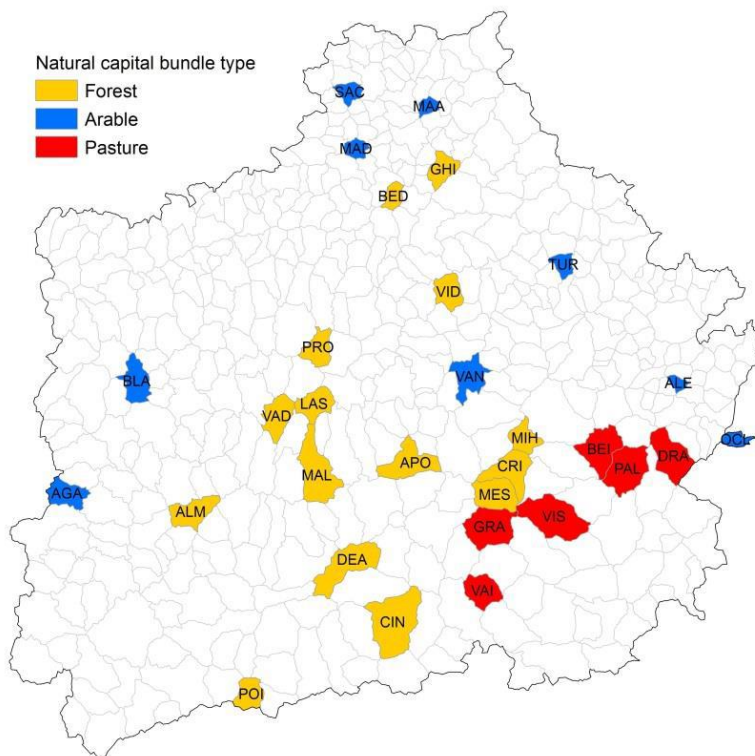 Natural capital bundle type
Forest
Arable
Pasture
SAC
MAA
MAD
GHI
BED
TUR
VID
PRO
BLA
VAN
ALE
LAS
VAD
MIH
OCL
BEI
DRA
APO
CRI
PAL
MAL
AGA
MES
ALM
VIS
GRA
DEA
VAI
CIN
POI